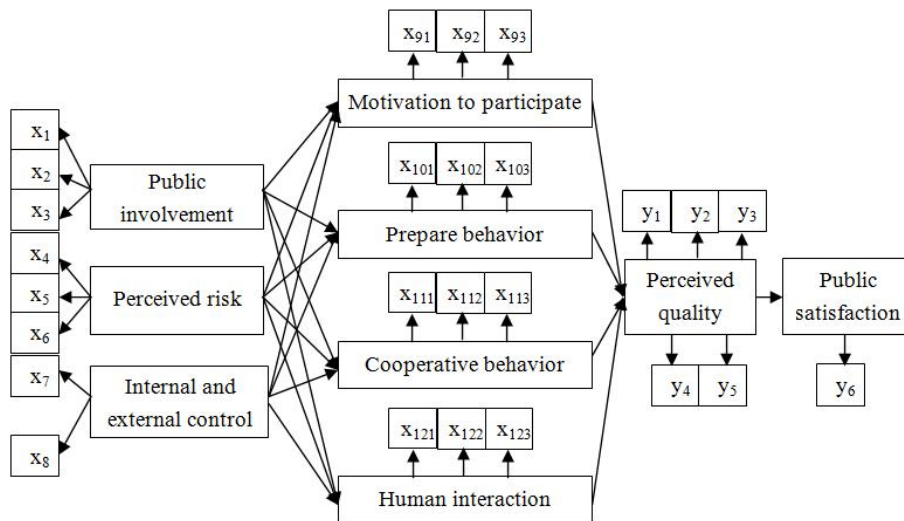 x₉₁ x₉₂ x₉₃
Motivation to participate
x₁
x₂
x₃
Public
involvement
x₁₀₁ x₁₀₂ x₁₀₃
Prepare behavior
x₄
x₅
x₆
Perceived risk
x₁₁₁ x₁₁₂ x₁₁₃
Cooperative behavior
x₇
x₈
Internal and
external control
x₁₂₁ x₁₂₂ x₁₂₃
Human interaction
y₁ y₂ y₃
Perceived
quality
y₄ y₅
Public
satisfaction
y₆